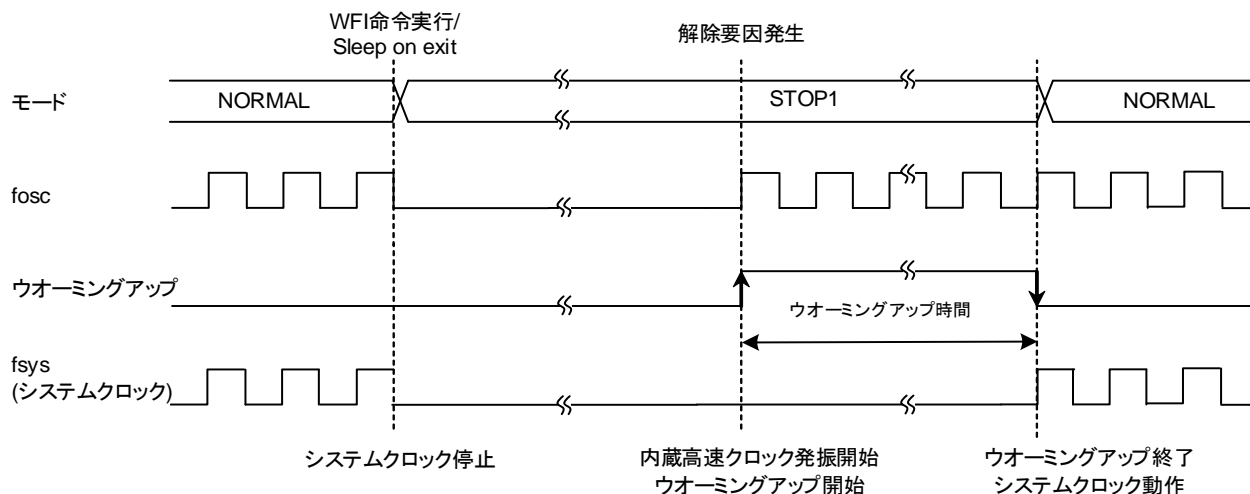 WFI命令実行/
Sleep on exit
解除要因発生
モード
NORMAL
STOP1
NORMAL
fosc
ウオーミングアップ
ウオーミングアップ時間
fsys
(システムクロック)
システムクロック停止
内蔵高速クロック発振開始
ウオーミングアップ開始
ウオーミングアップ終了
システムクロック動作